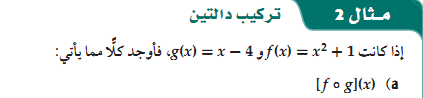 مثال 2 تركيب دالتين
إذا كانت f(x) = x² + 1 و g(x) = x − 4، فأوجد كلًّا مما يأتي:
a) [f ∘ g](x)